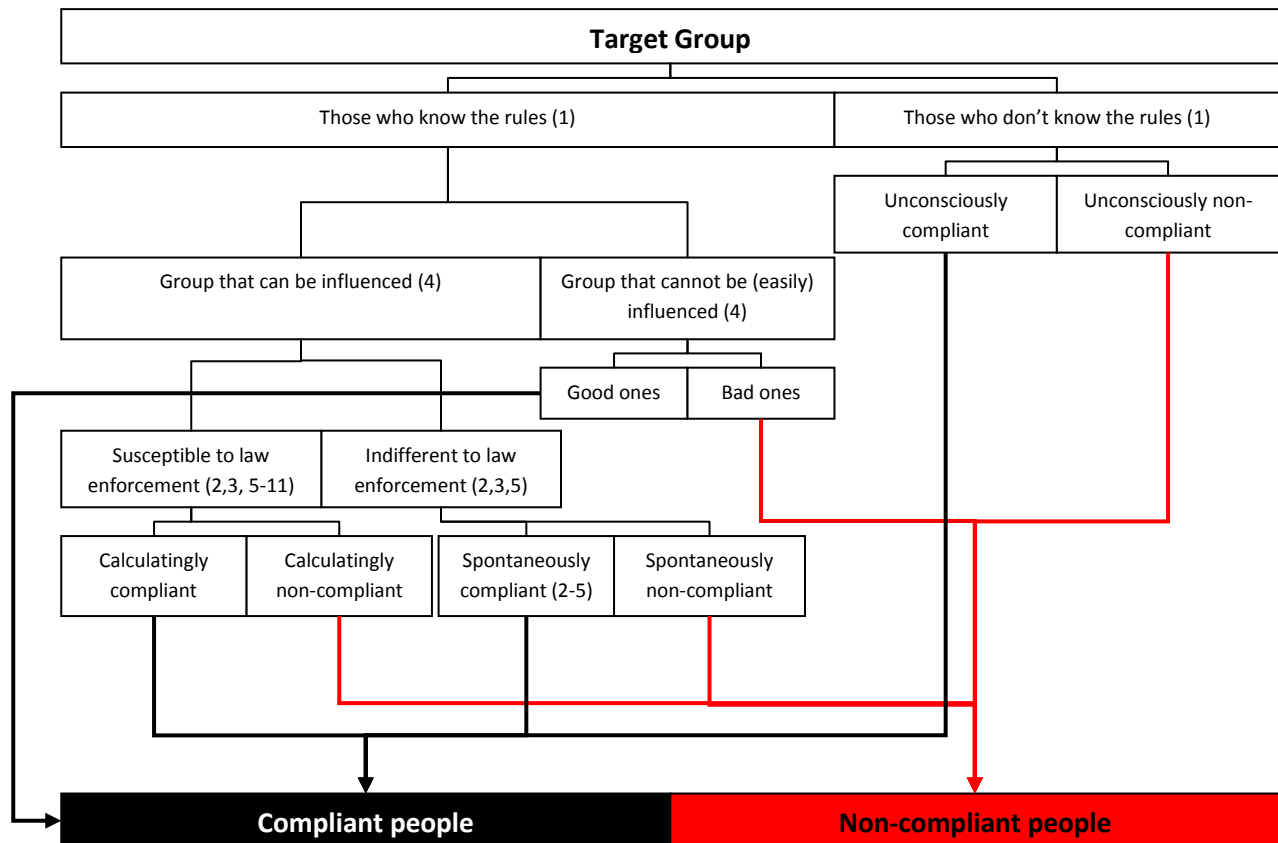 Target Group
Those who know the rules (1)
Those who don’t know the rules (1)
Unconsciously
compliant
Unconsciously non-
compliant
Group that can be influenced (4)
Group that cannot be (easily)
influenced (4)
Good ones
Bad ones
Susceptible to law
enforcement (2,3, 5-11)
Indifferent to law
enforcement (2,3,5)
Calculatingly
compliant
Calculatingly
non-compliant
Spontaneously
compliant (2-5)
Spontaneously
non-compliant
Compliant people
Non-compliant people